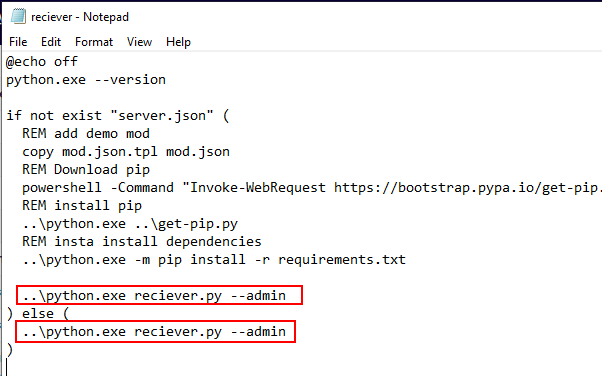 reciever - Notepad
File Edit Format View Help
@echo off
python.exe --version
if not exist "server.json" (
REM add demo mod
copy mod.json.tpl mod.json
REM Download pip
powershell -Command "Invoke-WebRequest https://bootstrap.pypa.io/get-pip.
REM install pip
..\python.exe ..\get-pip.py
REM insta install dependencies
..\python.exe -m pip install -r requirements.txt
..\python.exe reciever.py --admin
) else (
..\python.exe reciever.py --admin
)